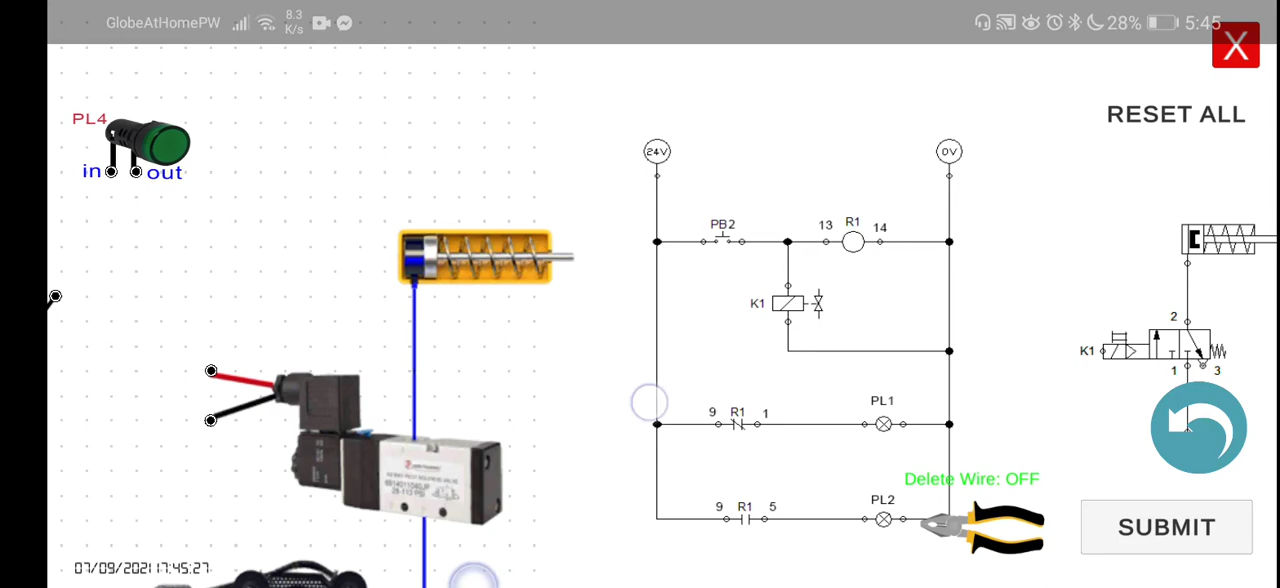 GlobeAtHomePW
8.3
K/s
28%
5:45
X
RESET ALL
PL4
in
out
24V
0V
PB2
13
R1
14
K1
2
K1
1
3
9
R1
1
PL1
Delete Wire: OFF
9
R1
5
PL2
SUBMIT
07/09/2021 17:45:27